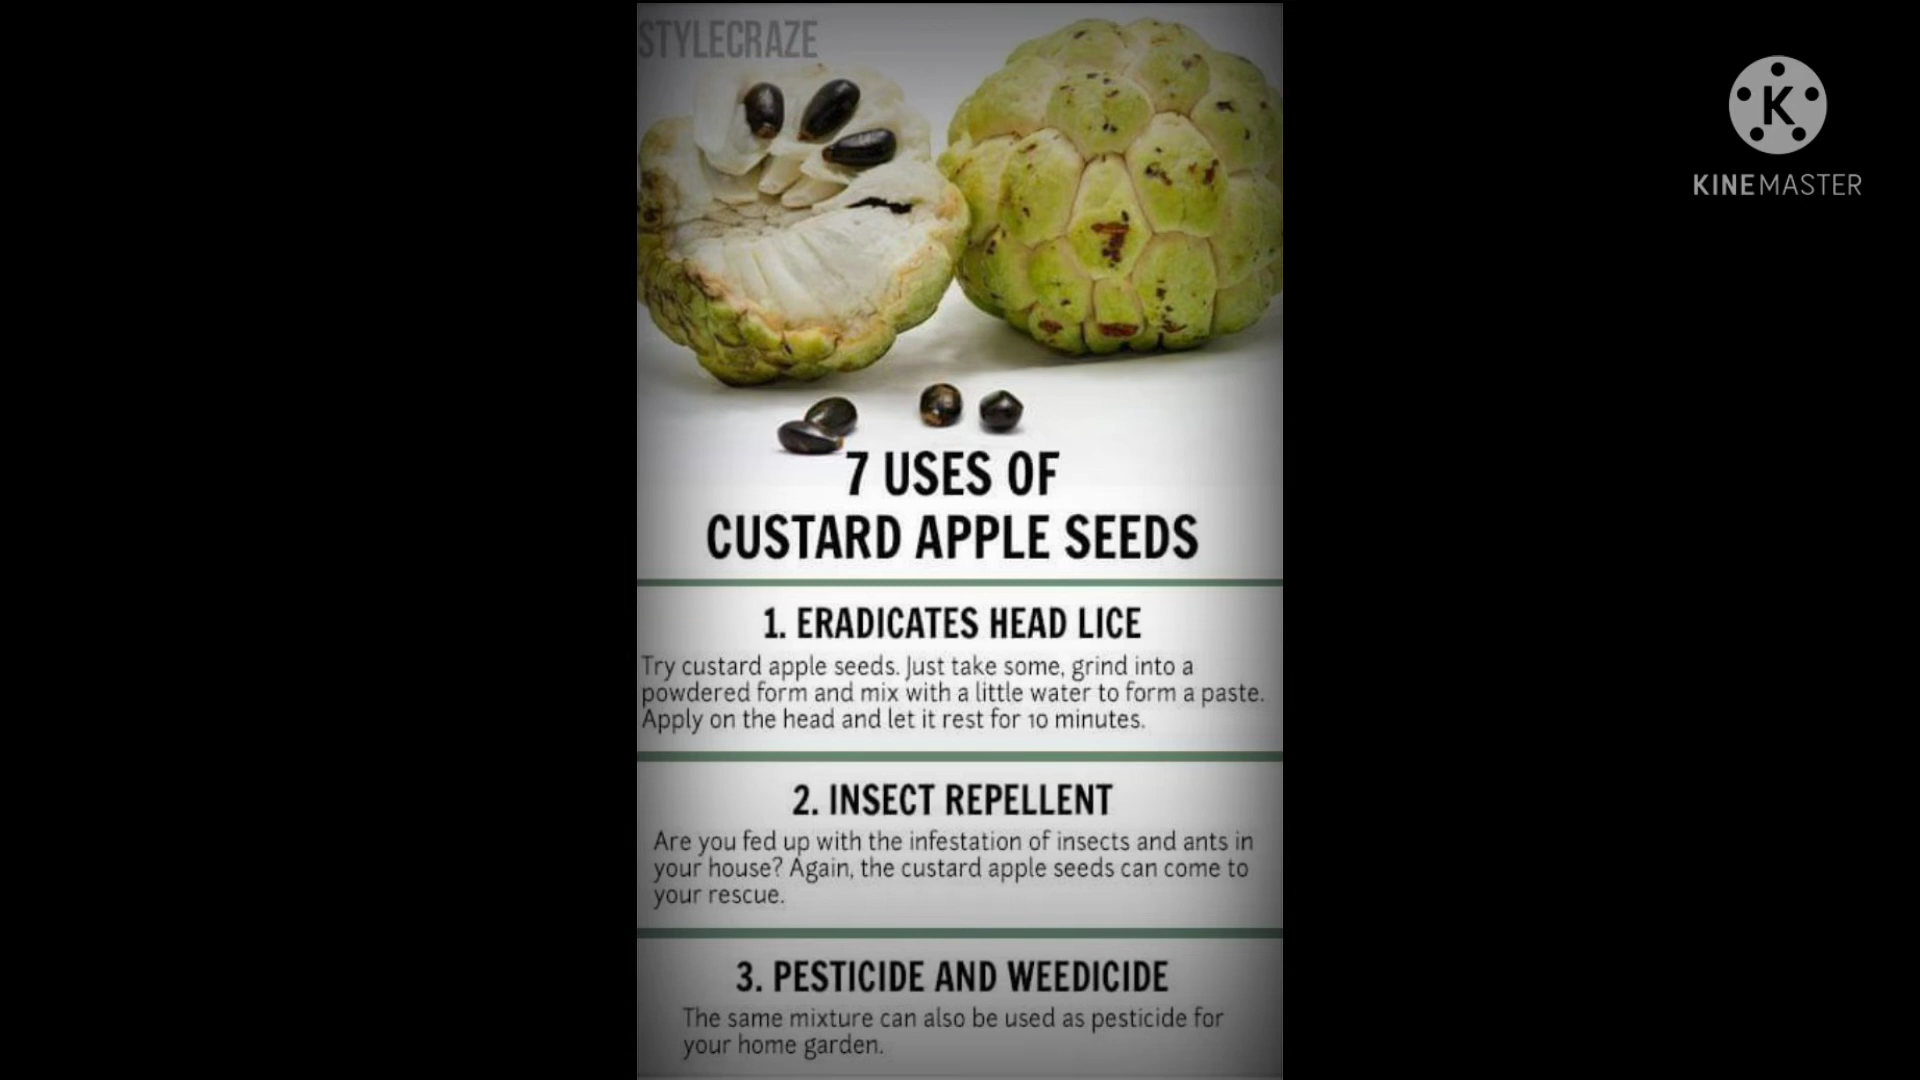 STYLECRAZE
K
KINEMASTER
7 USES OF
CUSTARD APPLE SEEDS
1. ERADICATES HEAD LICE
Try custard apple seeds. Just take some, grind into a
powdered form and mix with a little water to form a paste.
Apply on the head and let it rest for 10 minutes.
2. INSECT REPELLENT
Are you fed up with the infestation of insects and ants in
your house? Again, the custard apple seeds can come to
your rescue.
3. PESTICIDE AND WEEDICIDE
The same mixture can also be used as pesticide for
your home garden.